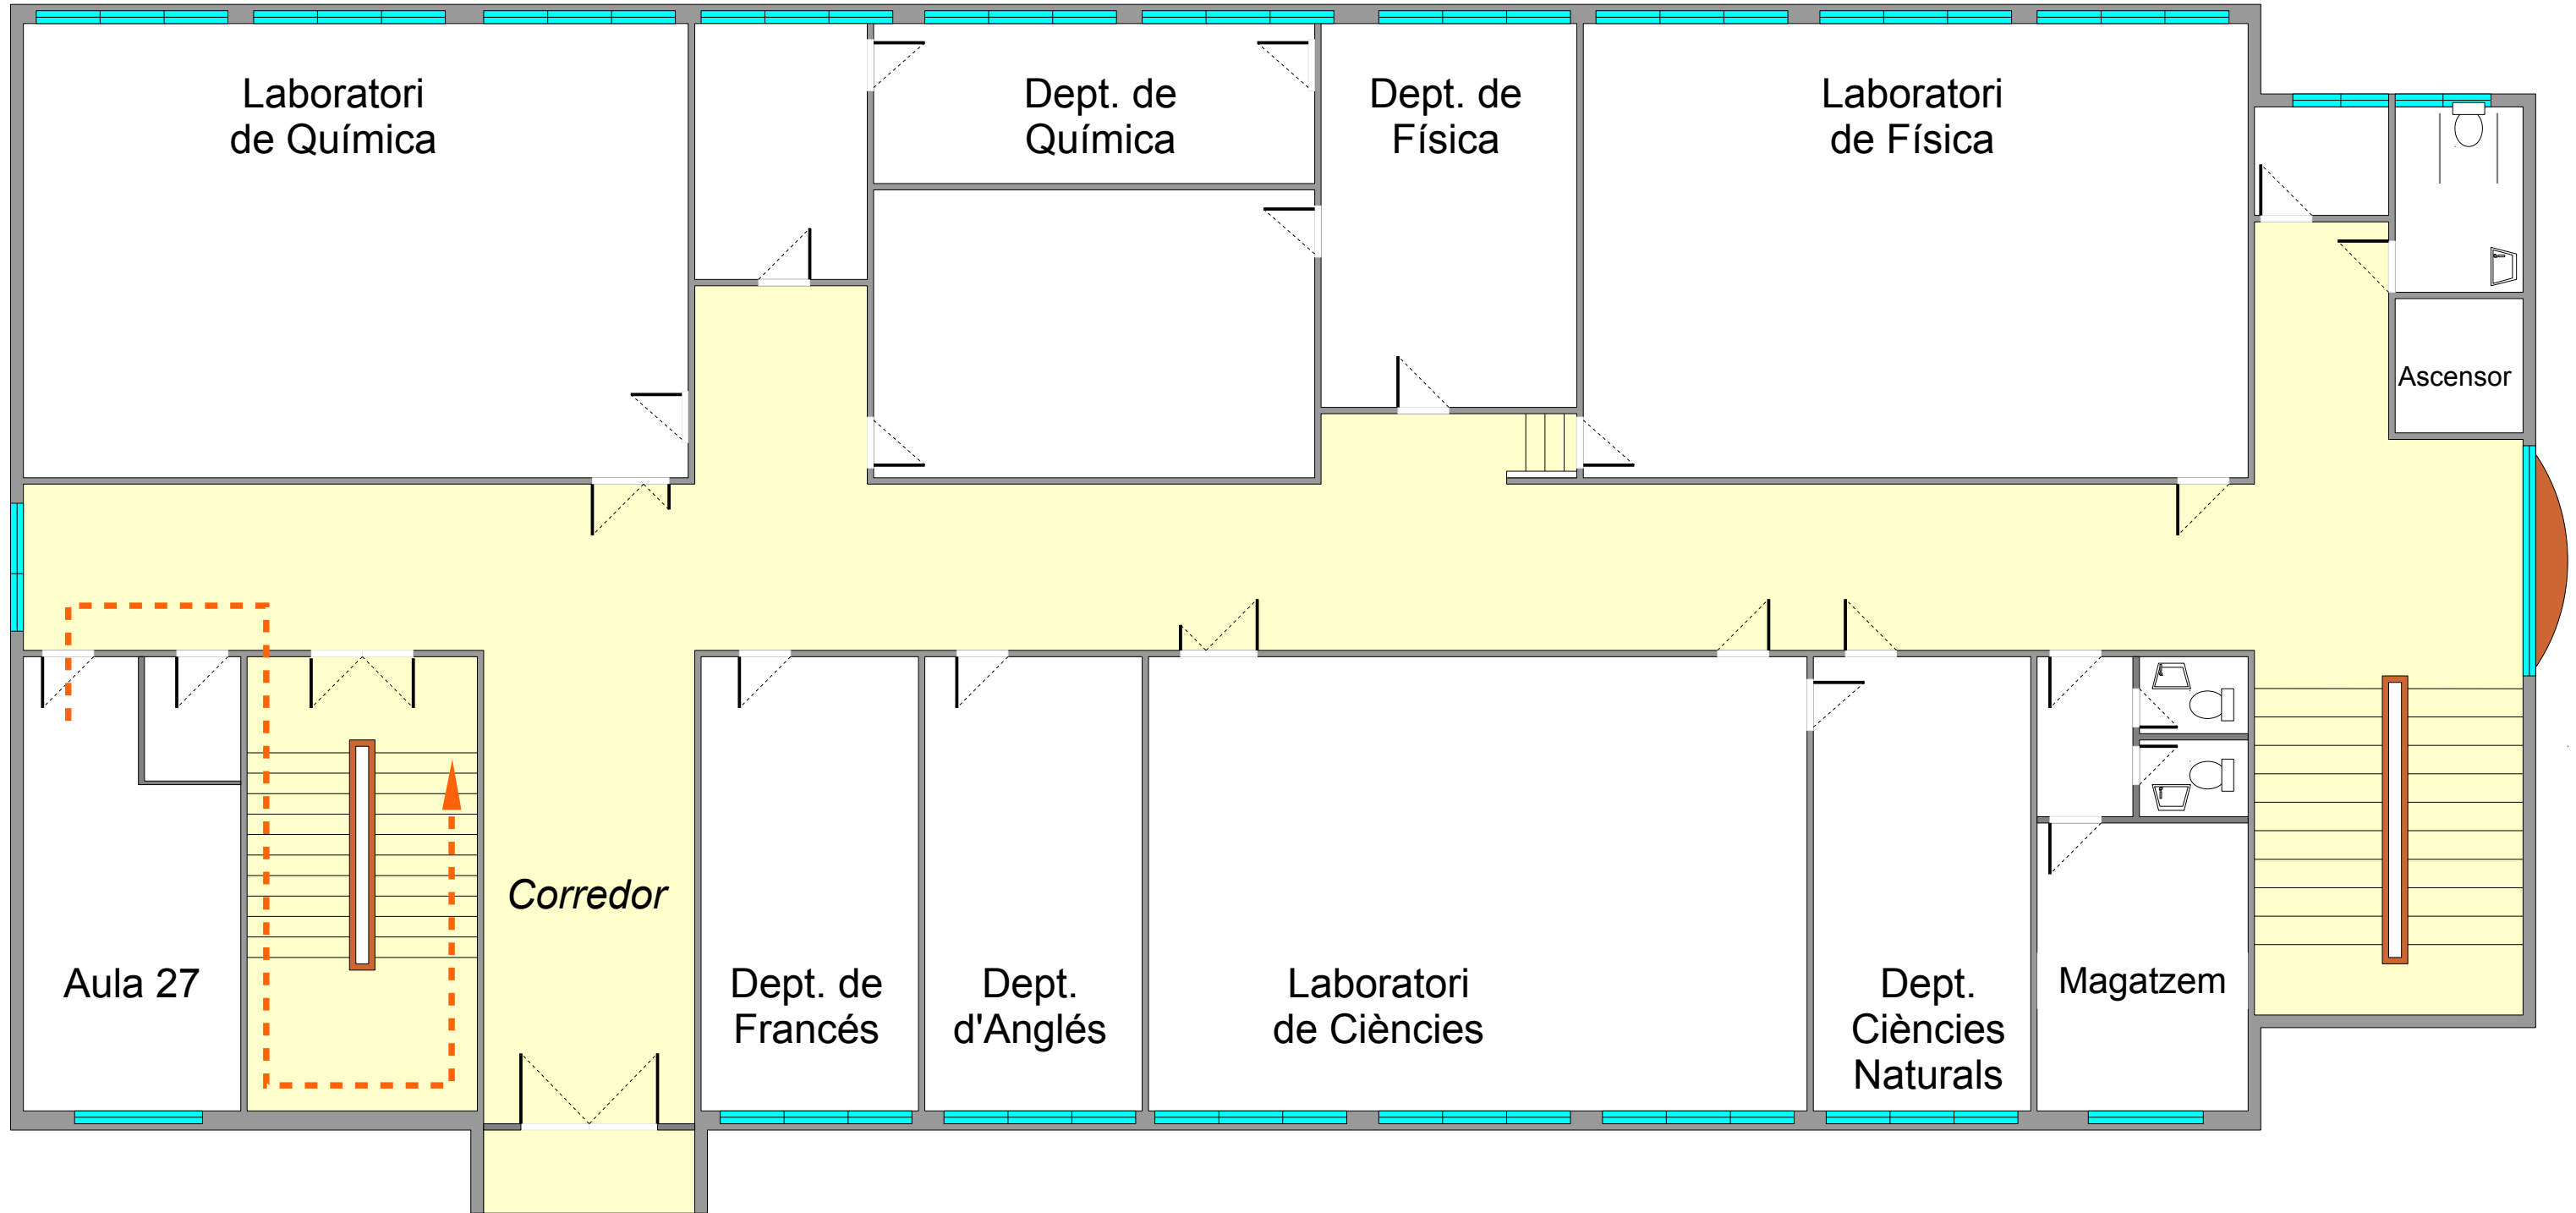 Laboratori
de Química
Dept. de
Química
Dept. de
Física
Laboratori
de Física
Ascensor
Corredor
Aula 27
Dept. de
Francés
Dept.
d'Anglés
Laboratori
de Ciències
Dept.
Ciències
Naturals
Magatzem